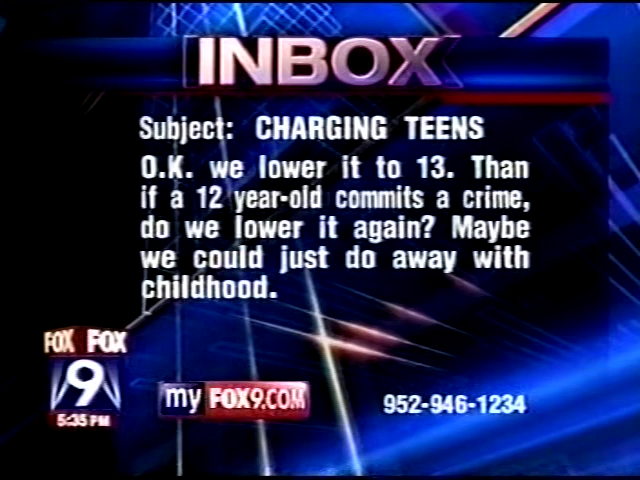 INBOX
Subject: CHARGING TEENS
O.K. we lower it to 13. Than
if a 12 year-old commits a crime,
do we lower it again? Maybe
we could just do away with
childhood.
FOX FOX
9
5:35 PM
my FOX9.COM
952-946-1234